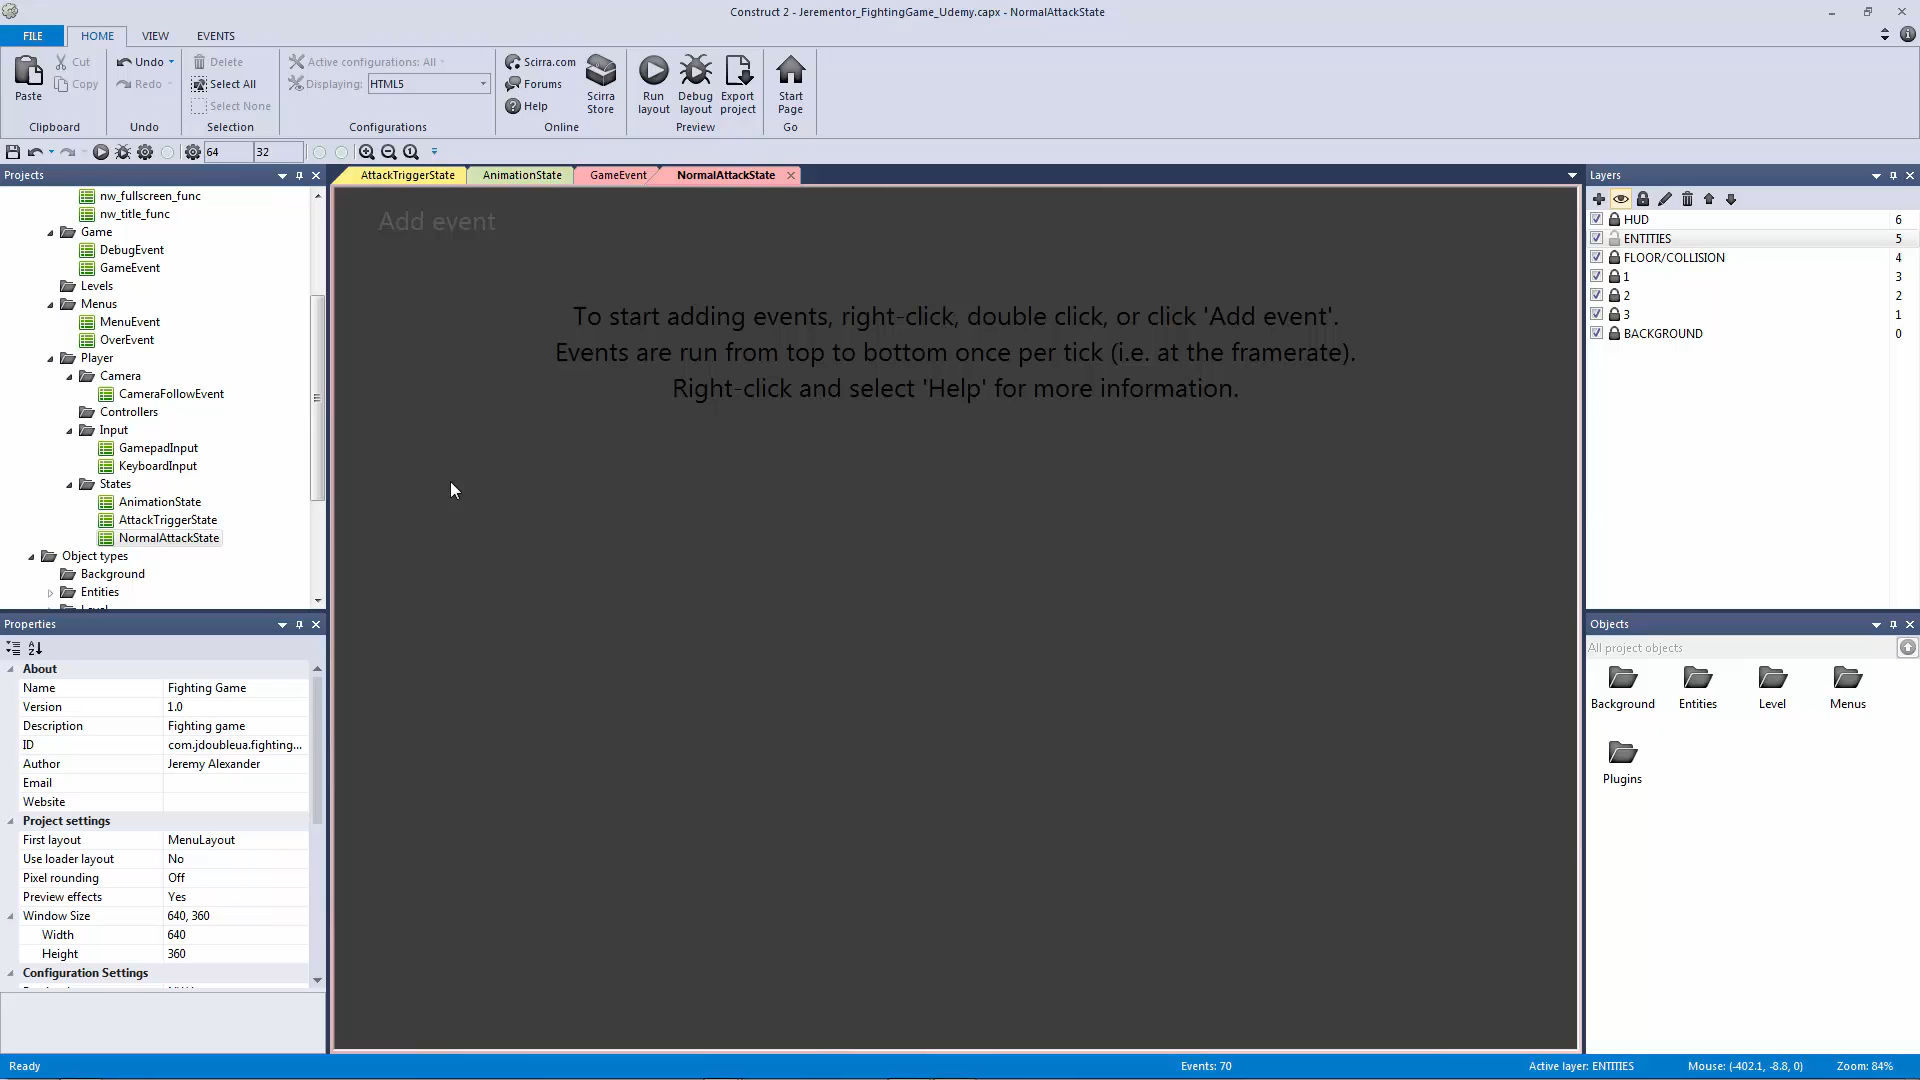 Construct 2 - Jerementor_FightingGame_Udemy.capx - NormalAttackState
FILE HOME VIEW EVENTS
Paste
Cut
Copy
Clipboard
Undo
Redo
Undo
Delete
Select All
Select None
Selection
Active configurations: All
Displaying: HTML5
Configurations
Scirra.com
Forums
Help
Scirra
Store
Online
Run
layout
Debug
layout
Export
project
Preview
Start
Page
Go
64 32
Projects
nw_fullscreen_func
nw_title_func
Game
DebugEvent
GameEvent
Levels
Menus
MenuEvent
OverEvent
Player
Camera
CameraFollowEvent
Controllers
Input
GamepadInput
KeyboardInput
States
AnimationState
AttackTriggerState
NormalAttackState
Object types
Background
Entities
Properties
About
Name Fighting Game
Version 1.0
Description Fighting game
ID com.jdoubleua.fighting...
Author Jeremy Alexander
Email
Website
Project settings
First layout MenuLayout
Use loader layout No
Pixel rounding Off
Preview effects Yes
Window Size 640, 360
Width 640
Height 360
Configuration Settings
AttackTriggerState AnimationState GameEvent NormalAttackState
Add event
To start adding events, right-click, double click, or click 'Add event'.
Events are run from top to bottom once per tick (i.e. at the framerate).
Right-click and select 'Help' for more information.
Layers
HUD 6
ENTITIES 5
FLOOR/COLLISION 4
1 3
2 2
3 1
BACKGROUND 0
Objects
All project objects
Background Entities Level Menus
Plugins
Ready Events: 70 Active layer: ENTITIES Mouse: (-402.1, -8.8, 0) Zoom: 84%